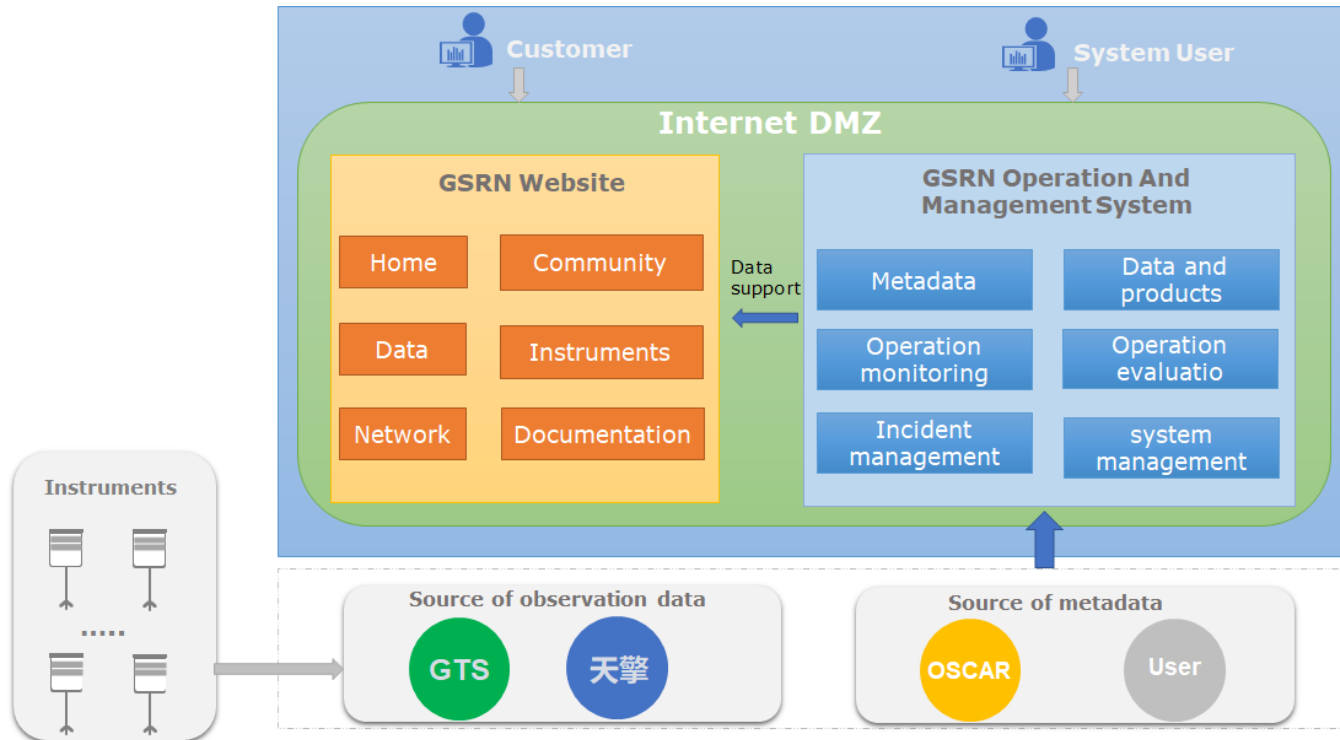 Customer
System User
Internet DMZ
GSRN Website
Home
Community
Data
Instruments
Network
Documentation
Data
support
GSRN Operation And
Management System
Metadata
Data and
products
Operation
monitoring
Operation
evaluatio
Incident
management
system
management
Instruments
.....
Source of observation data
GTS
天擎
Source of metadata
OSCAR
User